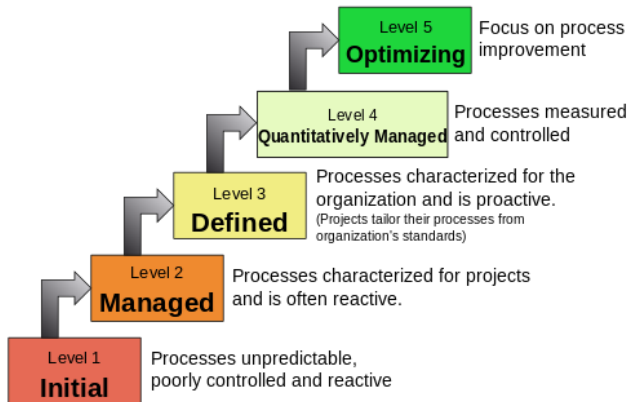 Level 5
Optimizing
Focus on process
improvement
Level 4
Quantitatively Managed
Processes measured
and controlled
Level 3
Defined
Processes characterized for the
organization and is proactive.
(Projects tailor their processes from
organization's standards)
Level 2
Managed
Processes characterized for projects
and is often reactive.
Level 1
Initial
Processes unpredictable,
poorly controlled and reactive